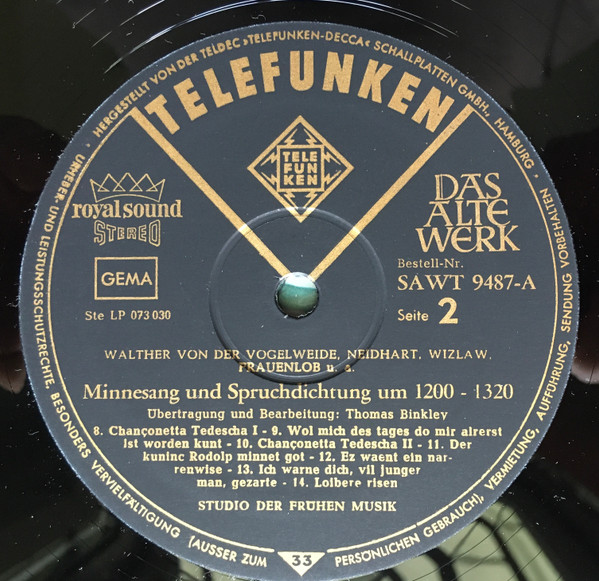 HERGESTELLT VON DER TELDEC »TELEFUNKEN-DECCA« SCHALLPLATTEN GMBH., HAMBURG ·
URHEBER- UND LEISTUNGSSCHUTZRECHTE, BESONDERS VERVIELFÄLTIGUNG (AUSSER ZUM PERSÖNLICHEN GEBRAUCH), VERMIETUNG, AUFFÜHRUNG, SENDUNG VORBEHALTEN ·
TELEFUNKEN
TELE
FUN
KEN
royalsound
STEREO
GEMA
Ste LP 073 030
DAS
ALTE
WERK
Bestell-Nr.
SAWT 9487-A
Seite 2
WALTHER VON DER VOGELWEIDE, NEIDHART, WIZLAW,
FRAUENLOB u. a.
Minnesang und Spruchdichtung um 1200 - 1320
Übertragung und Bearbeitung: Thomas Binkley
8. Chançonetta Tedescha I - 9. Wol mich des tages do mir alrerst
ist worden kunt - 10. Chançonetta Tedescha II - 11. Der
kuninc Rodolp minnet got - 12. Ez waent ein nar-
renwise - 13. Ich warne dich, vil junger
man, gezarte - 14. Loibere risen
STUDIO DER FRÜHEN MUSIK
33